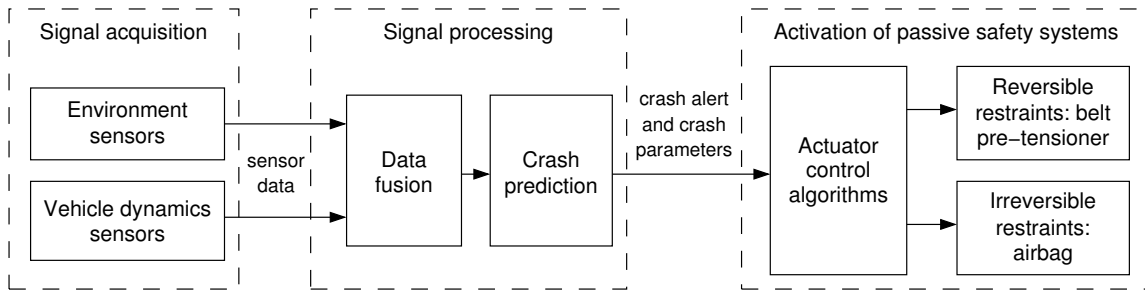 Signal acquisition
Environment
sensors
Vehicle dynamics
sensors
sensor
data
Signal processing
Data
fusion
Crash
prediction
crash alert
and crash
parameters
Activation of passive safety systems
Actuator
control
algorithms
Reversible
restraints: belt
pre−tensioner
Irreversible
restraints:
airbag